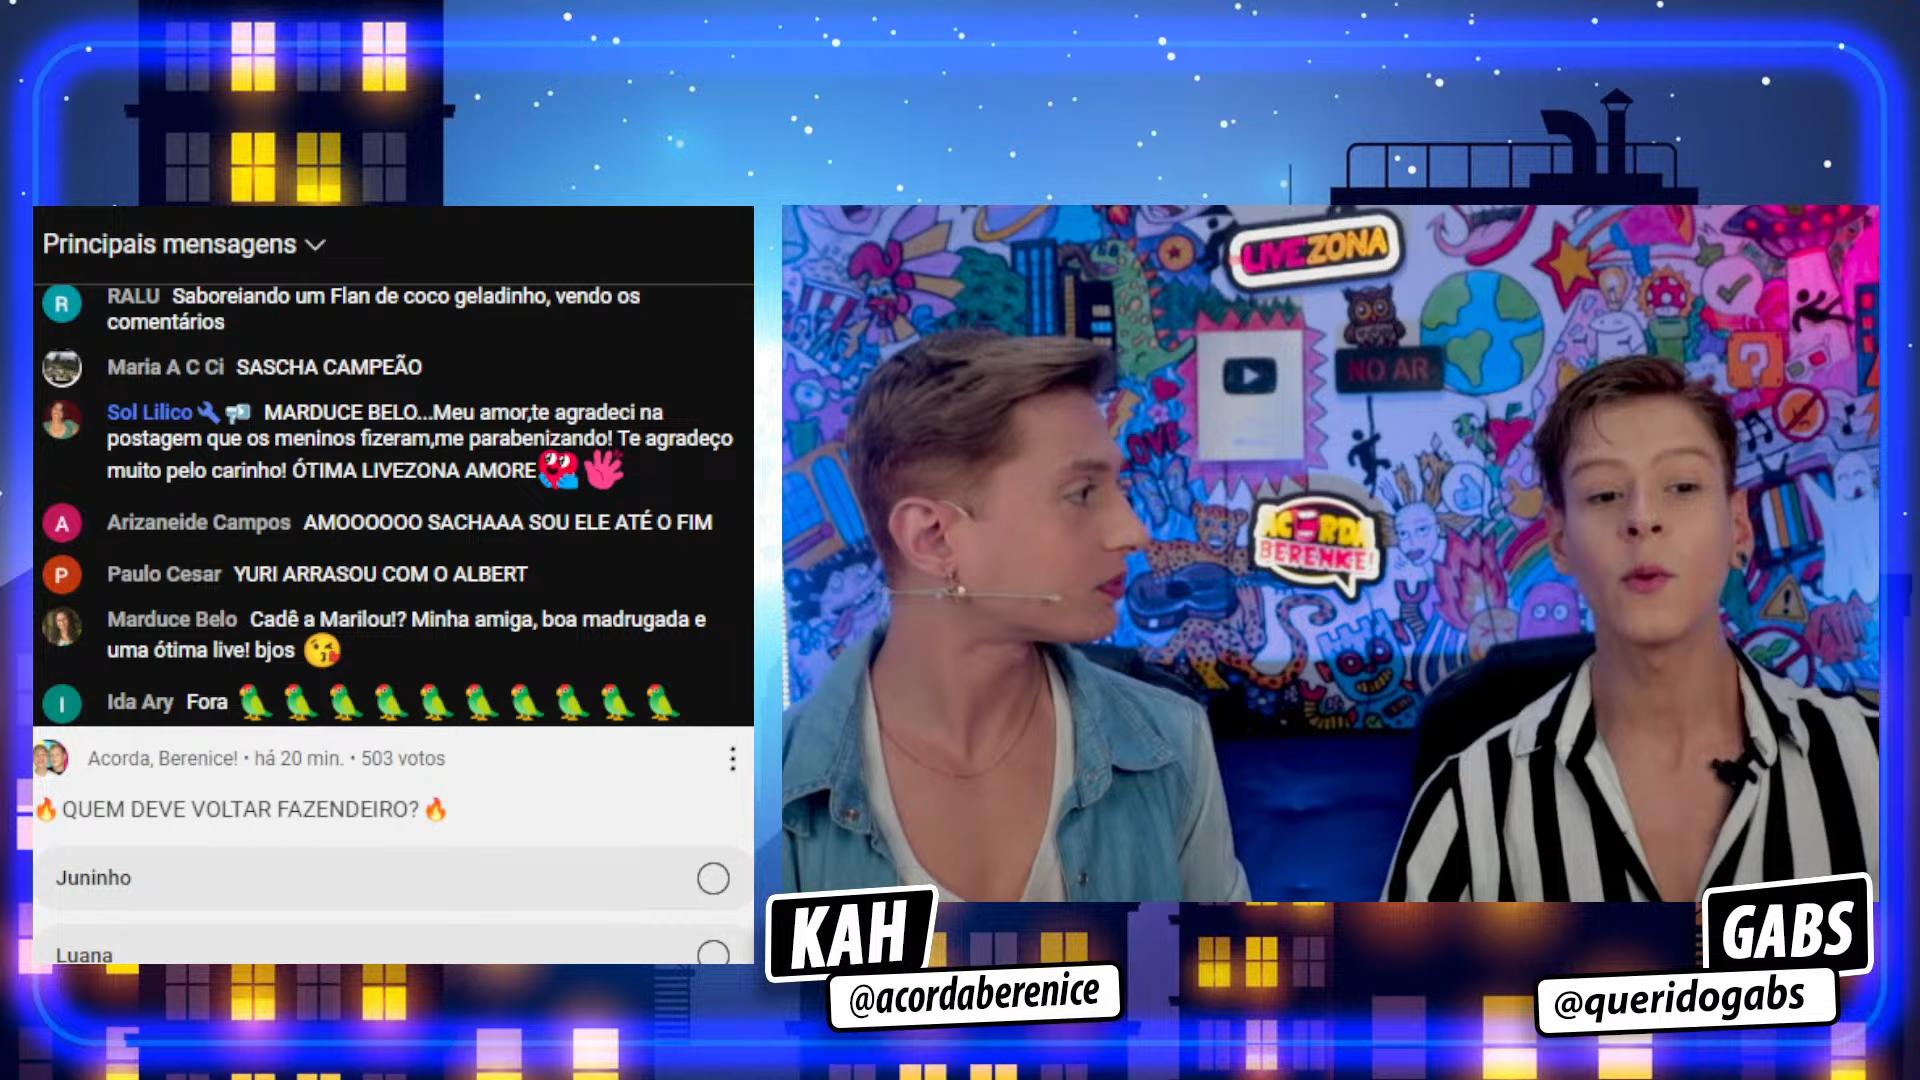 Principais mensagens
RALU Saboreiando um Flan de coco geladinho, vendo os
comentários
Maria A C Ci SASCHA CAMPEÃO
Sol Lilico MARDUCE BELO...Meu amor,te agradeci na
postagem que os meninos fizeram,me parabenizando! Te agradeço
muito pelo carinho! ÓTIMA LIVEZONA AMORE
A Arizaneide Campos AMOOOOOO SACHAAA SOU ELE ATÉ O FIM
P Paulo Cesar YURI ARRASOU COM O ALBERT
Marduce Belo Cadê a Marilou!? Minha amiga, boa madrugada e
uma ótima live! bjos 😘
I Ida Ary Fora 🦜🦜🦜🦜🦜🦜🦜🦜🦜🦜
Acorda, Berenice! • há 20 min. • 503 votos
🔥 QUEM DEVE VOLTAR FAZENDEIRO? 🔥
Juninho
Luana
LIVEZONA
NO AR
LOVE
ACORDA
BERENICE!
KAH
@acordaberenice
GABS
@queridogabs